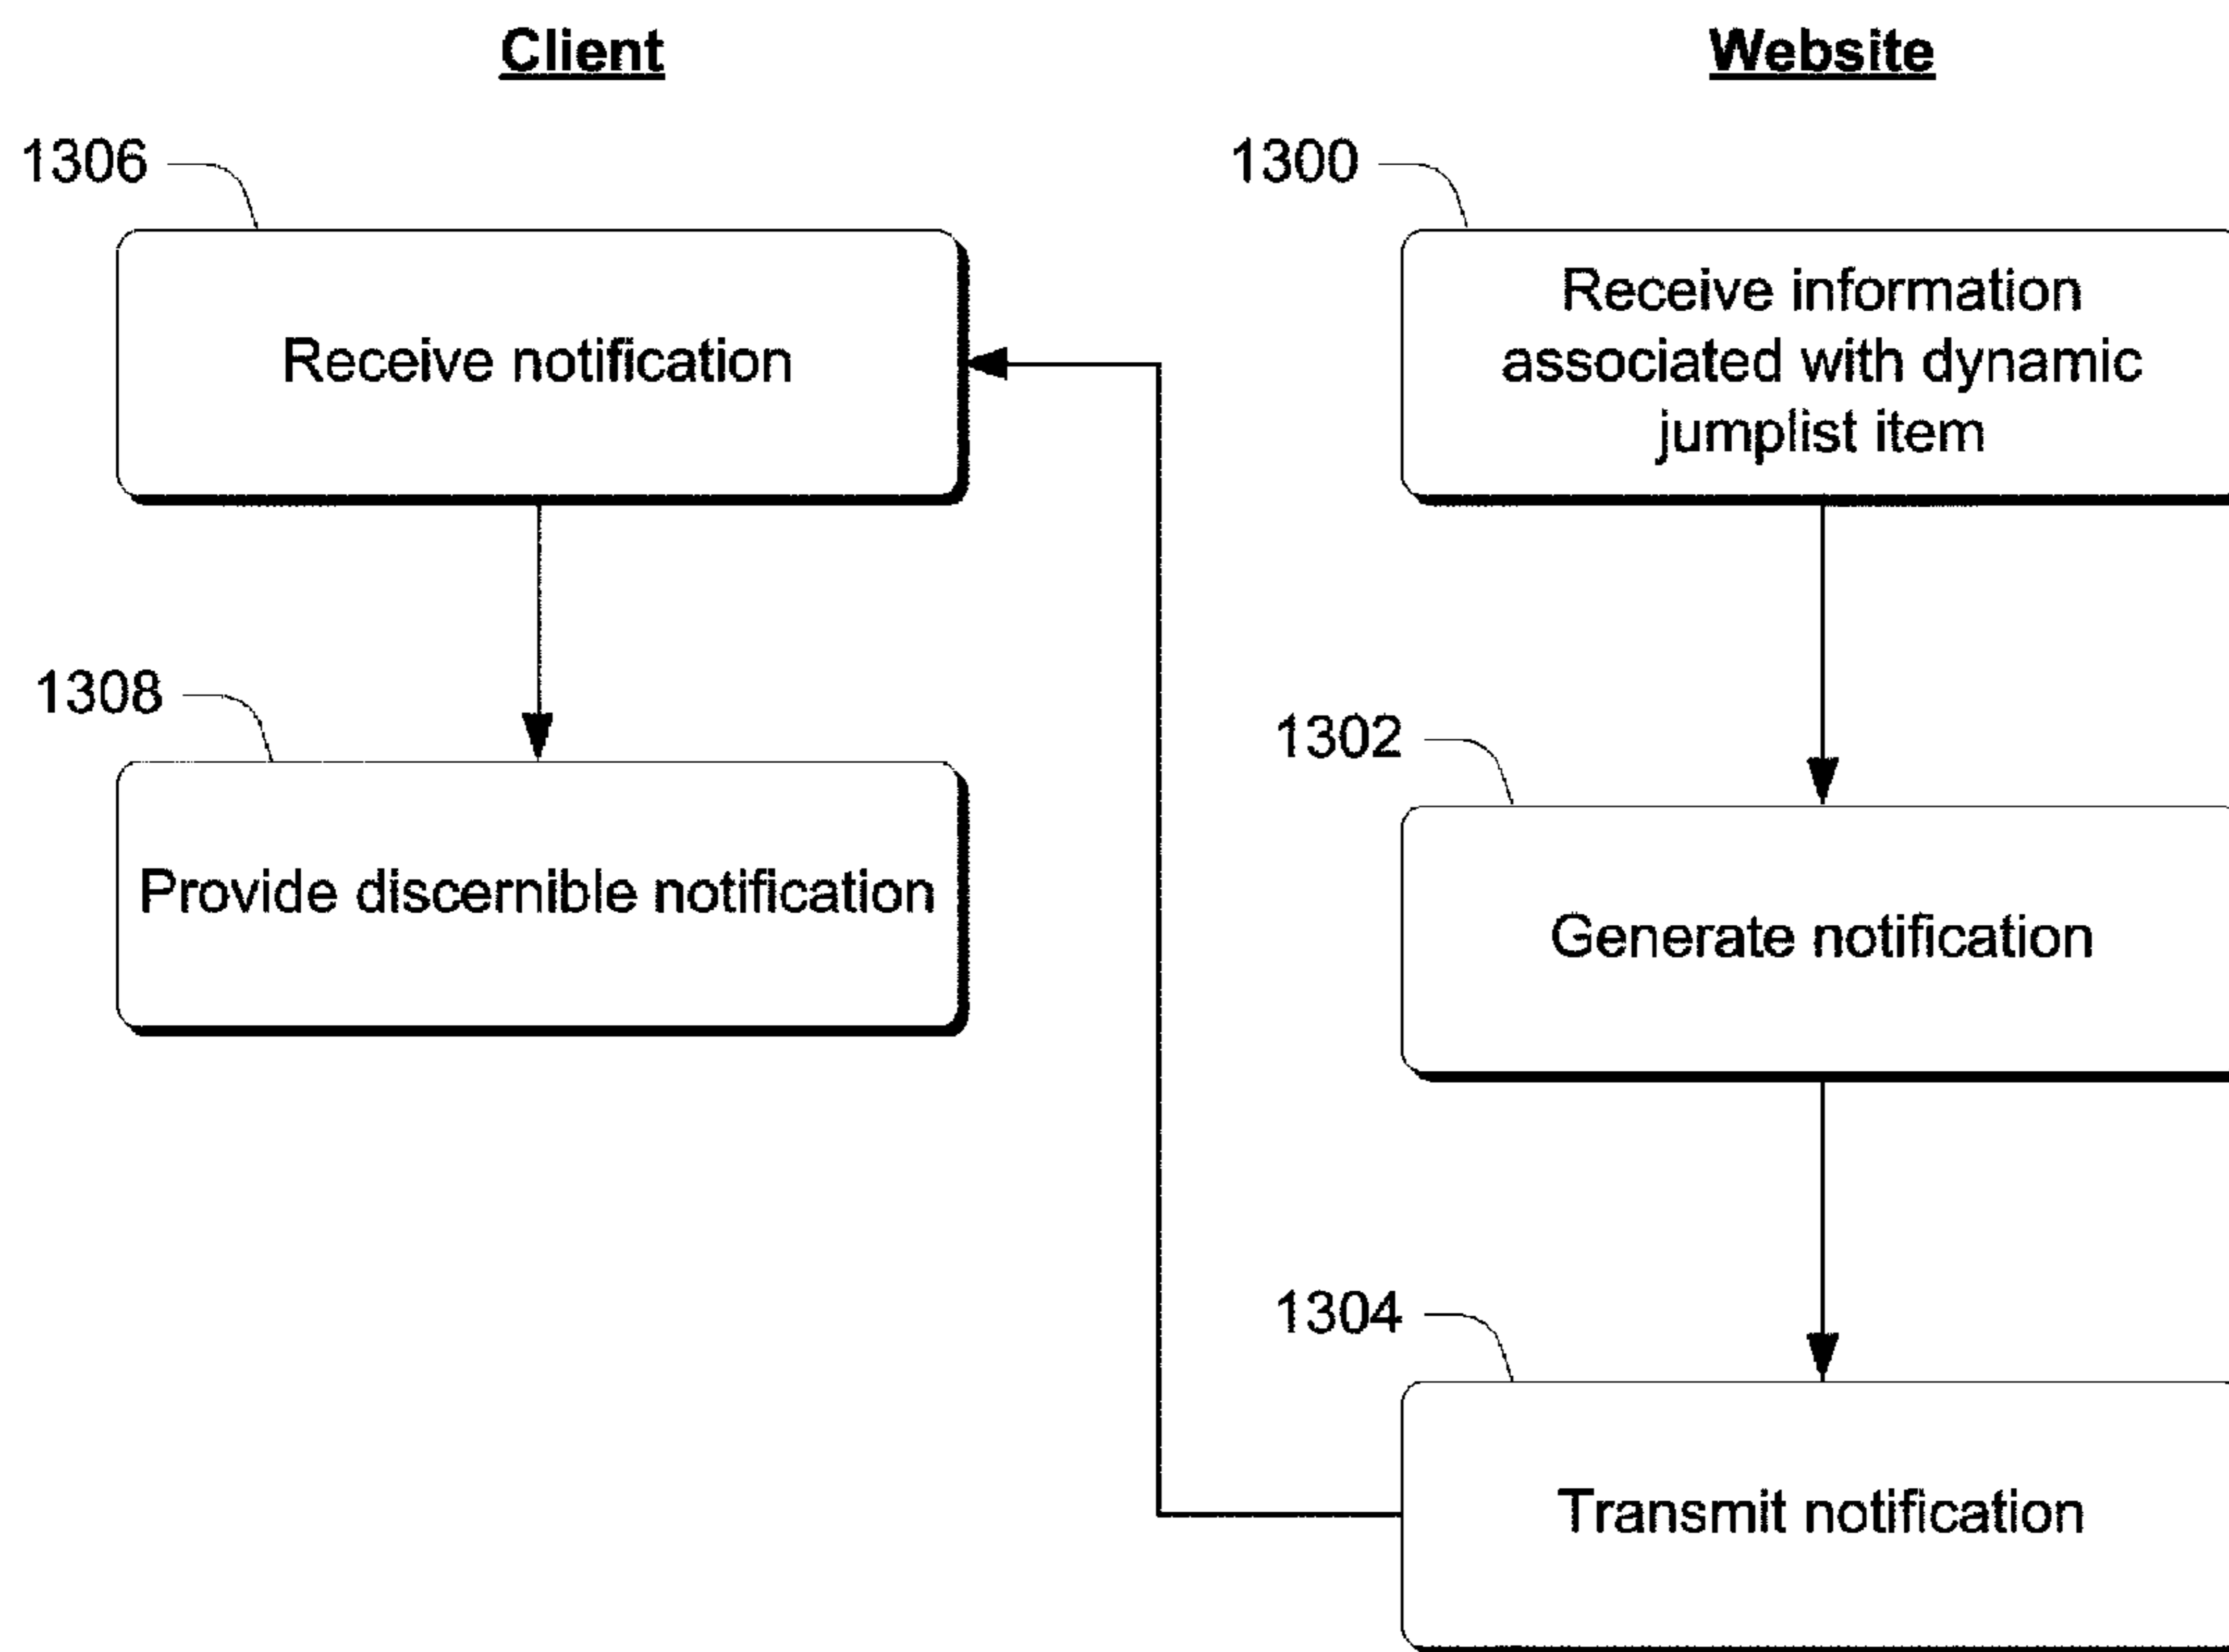 Client
Website
1306
1300
Receive notification
Receive information
associated with dynamic
jumplist item
1308
1302
Provide discernible notification
Generate notification
1304
Transmit notification